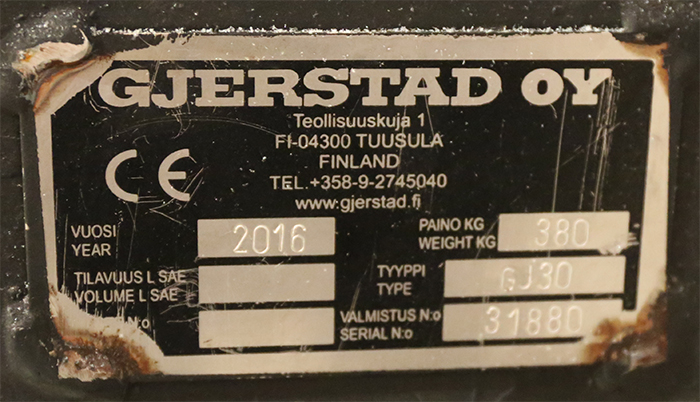 GJERSTAD OY
Teollisuuskuja 1
FI-04300 TUUSULA
FINLAND
TEL.+358-9-2745040
www.gjerstad.fi
CE
VUOSI
YEAR
2016
PAINO KG
WEIGHT KG
380
TILAVUUS L SAE
VOLUME L SAE
TYYPPI
TYPE
GJ30
N:o
VALMISTUS N:o
SERIAL N:o
31880